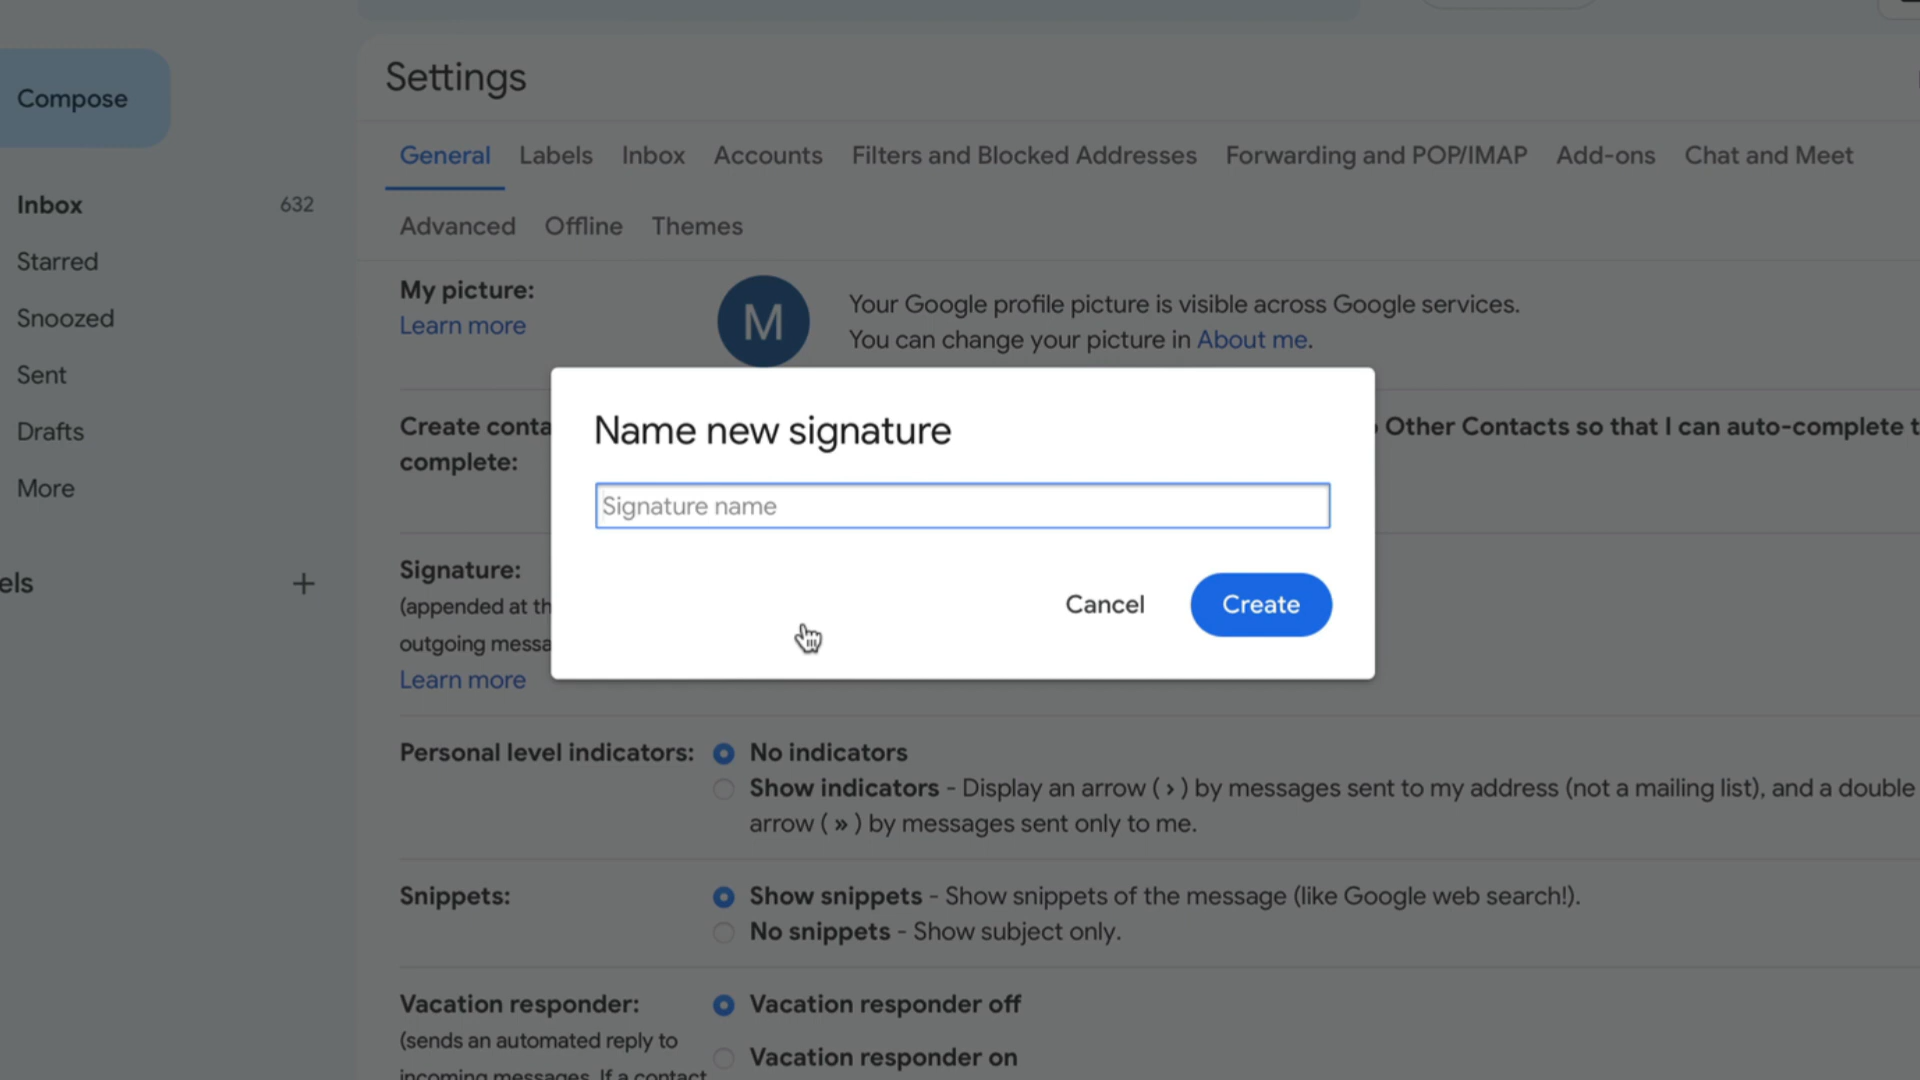 Compose
Inbox 632
Starred
Snoozed
Sent
Drafts
More
els
Settings
General Labels Inbox Accounts Filters and Blocked Addresses Forwarding and POP/IMAP Add-ons Chat and Meet
Advanced Offline Themes
My picture:
Learn more
M
Your Google profile picture is visible across Google services.
You can change your picture in About me.
Create conta
complete:
Other Contacts so that I can auto-complete t
Name new signature
Signature name
Cancel Create
Signature:
(appended at th
outgoing messa
Learn more
Personal level indicators: No indicators
Show indicators - Display an arrow ( › ) by messages sent to my address (not a mailing list), and a double
arrow ( » ) by messages sent only to me.
Snippets: Show snippets - Show snippets of the message (like Google web search!).
No snippets - Show subject only.
Vacation responder: Vacation responder off
(sends an automated reply to
Vacation responder on
incoming messages. If a contact